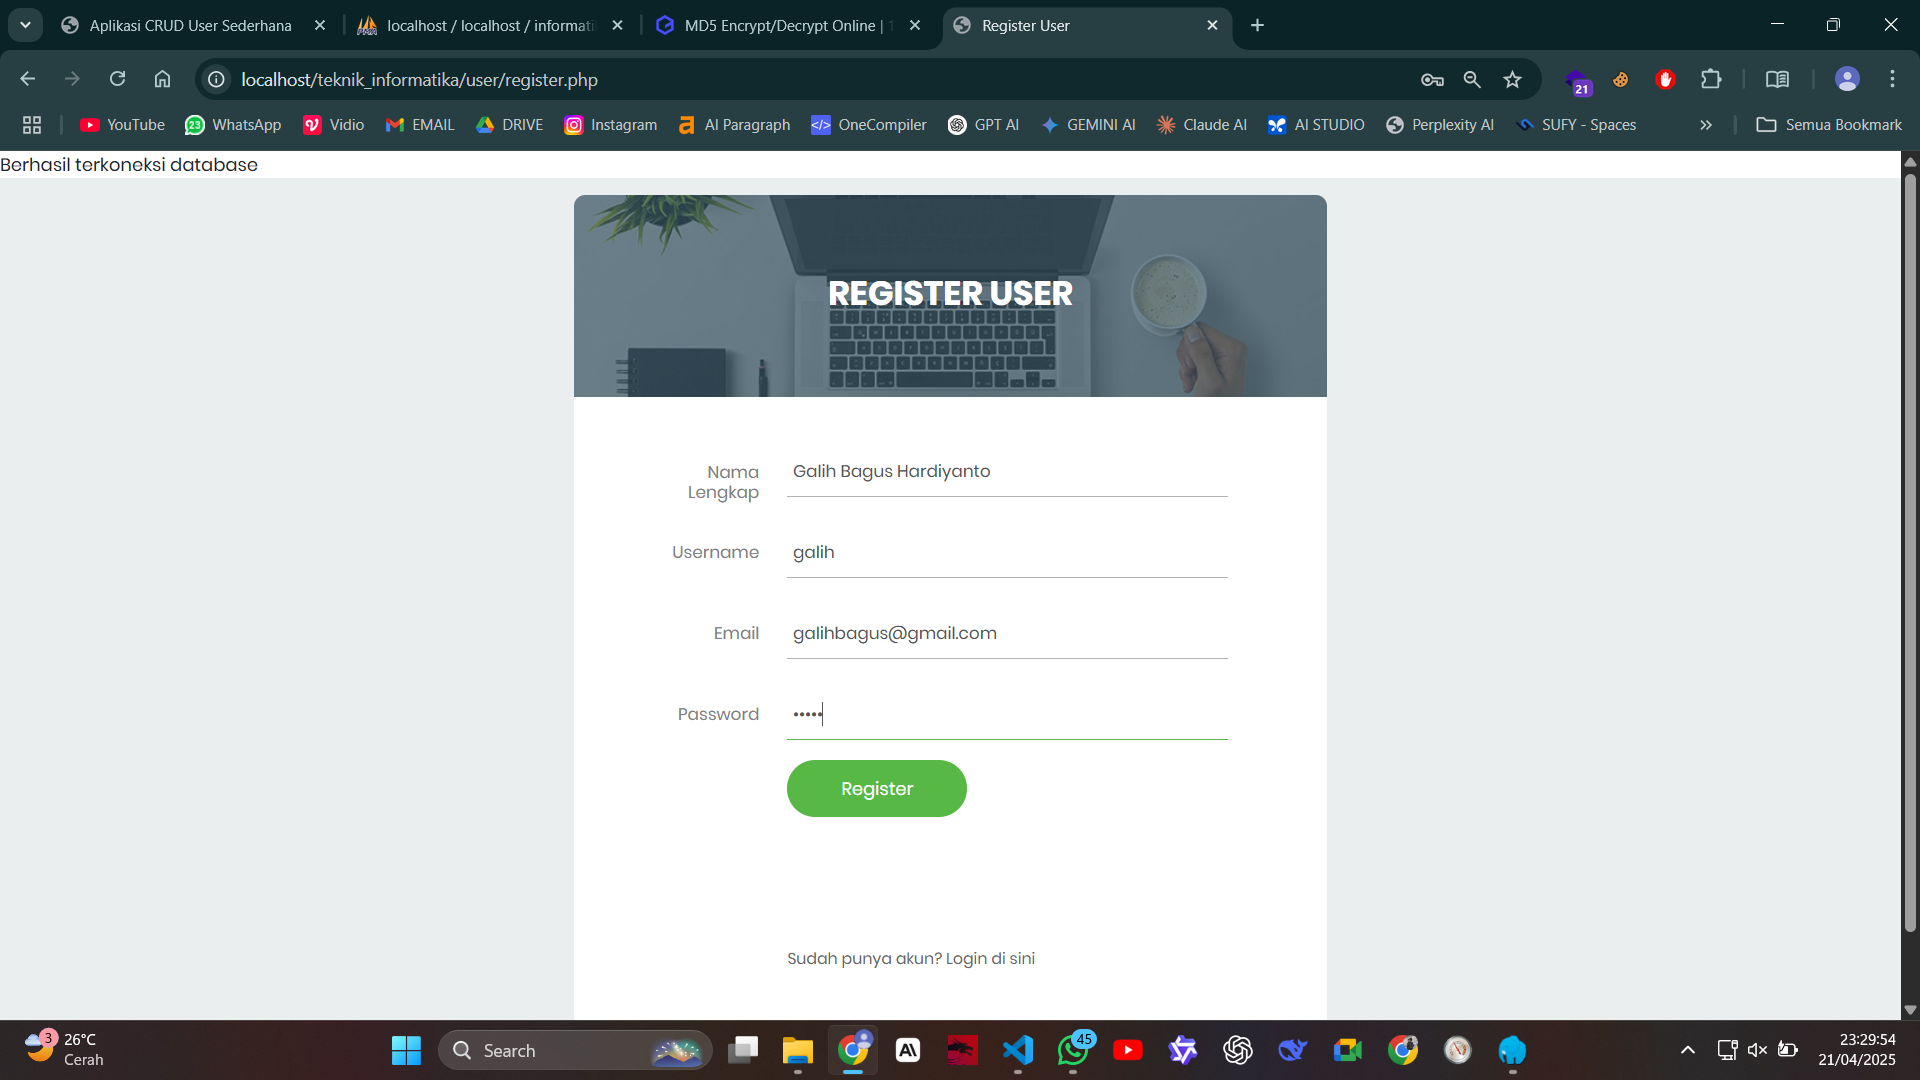 Aplikasi CRUD User Sederhana
localhost / localhost / informati
MD5 Encrypt/Decrypt Online |
Register User
localhost/teknik_informatika/user/register.php
21
YouTube
23
WhatsApp
Vidio
EMAIL
DRIVE
Instagram
AI Paragraph
OneCompiler
GPT AI
GEMINI AI
Claude AI
AI STUDIO
Perplexity AI
SUFY - Spaces
»
Semua Bookmark
Berhasil terkoneksi database
REGISTER USER
Nama
Lengkap
Galih Bagus Hardiyanto
Username
galih
Email
galihbagus@gmail.com
Password
•••••
Register
Sudah punya akun? Login di sini
3
26°C
Cerah
Search
45
23:29:54
21/04/2025